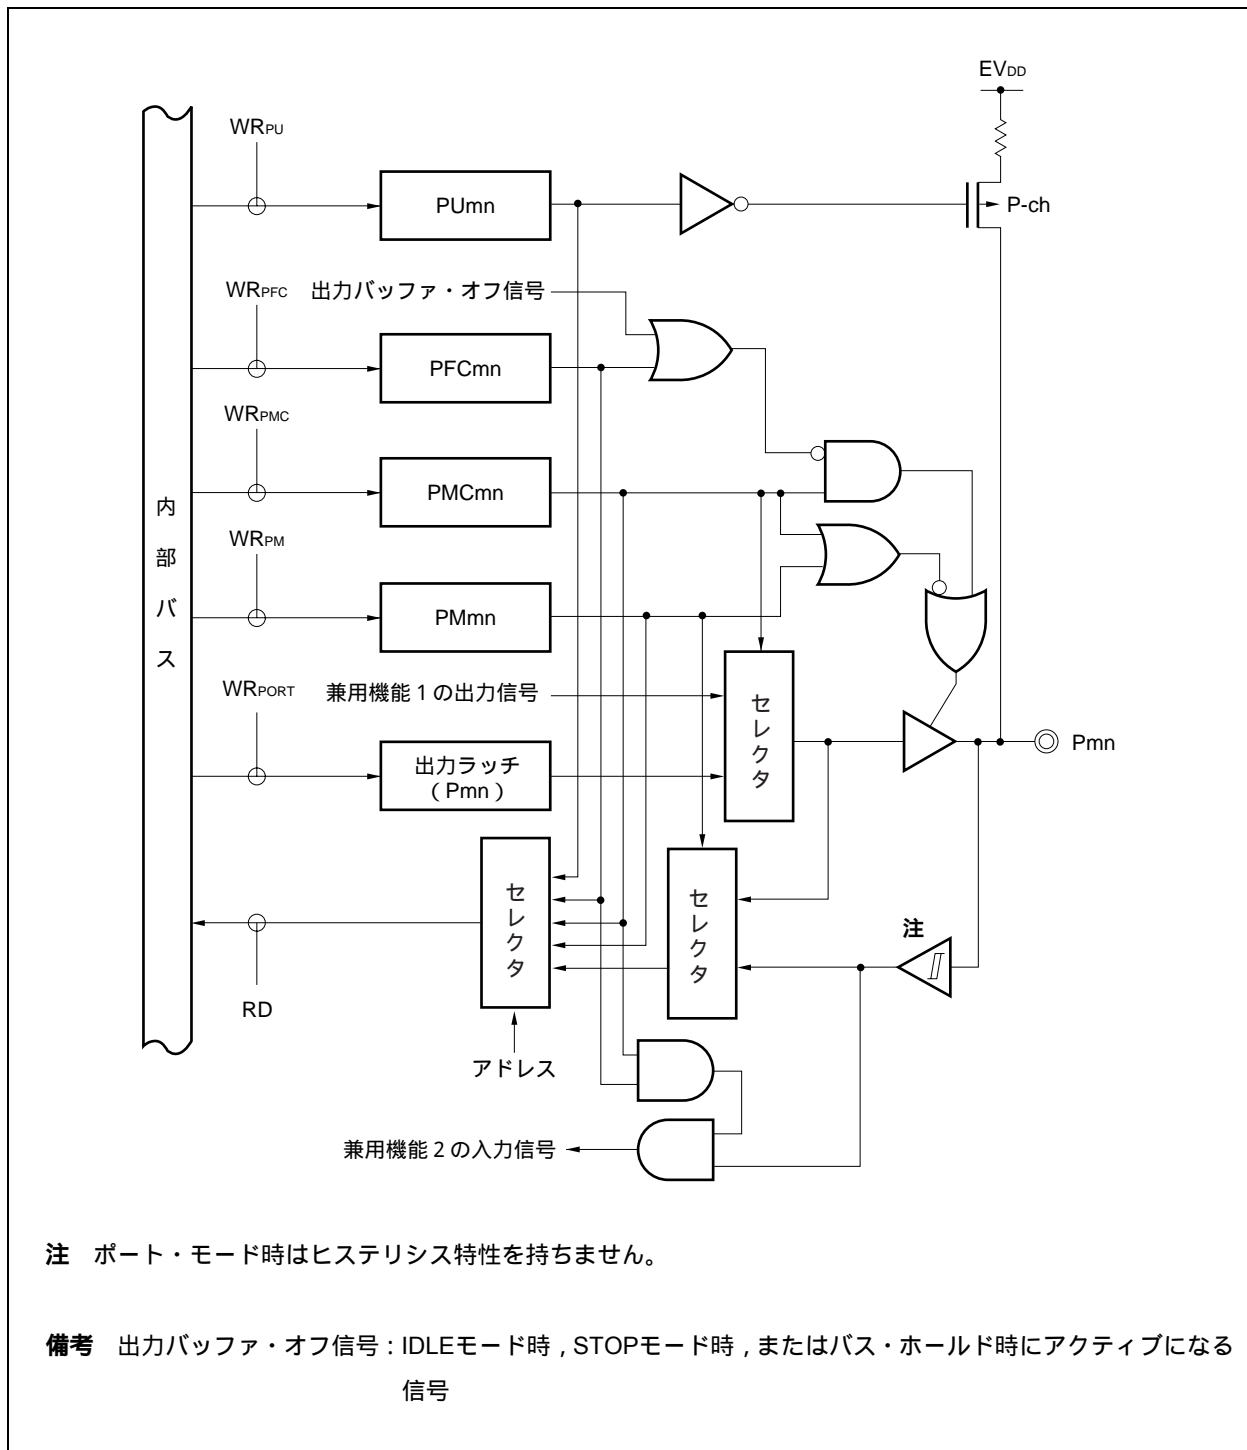 EVDD
WRPU
PUmn
P-ch
WRPFC
出力バッファ・オフ信号
PFCmn
WRPMC
PMCmn
内部バス
WRPM
PMmn
WRPORT
兼用機能1の出力信号
セレクタ
Pmn
出力ラッチ
(Pmn)
セレクタ
セレクタ
注
RD
アドレス
兼用機能2の入力信号
注 ポート・モード時はヒステリシス特性を持ちません。
備考 出力バッファ・オフ信号:IDLEモード時,STOPモード時,またはバス・ホールド時にアクティブになる
信号